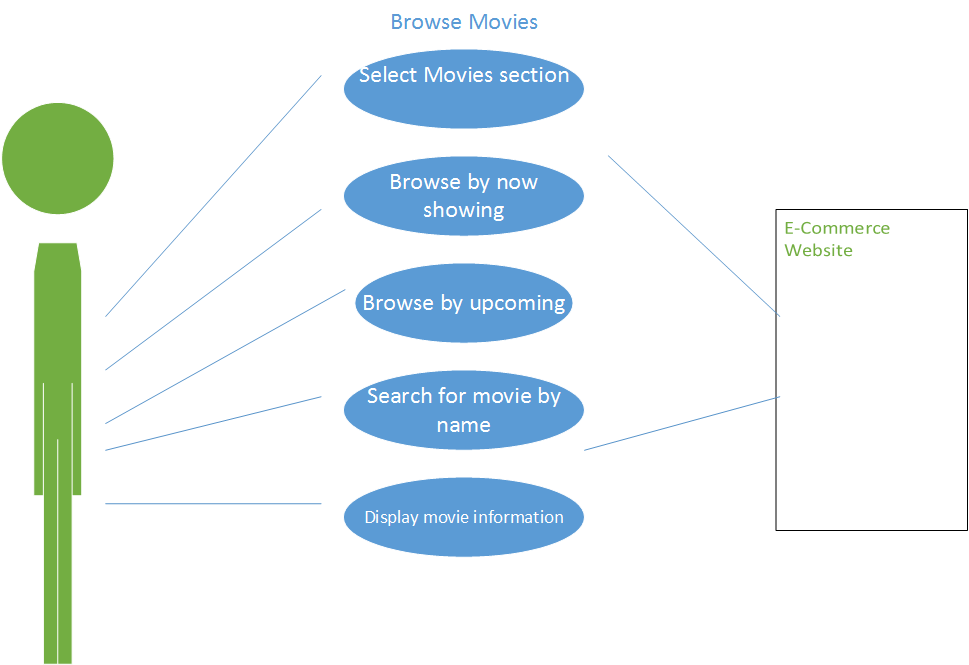 Browse Movies
Select Movies section
Browse by now
showing
Browse by upcoming
Search for movie by
name
Display movie information
E-Commerce
Website